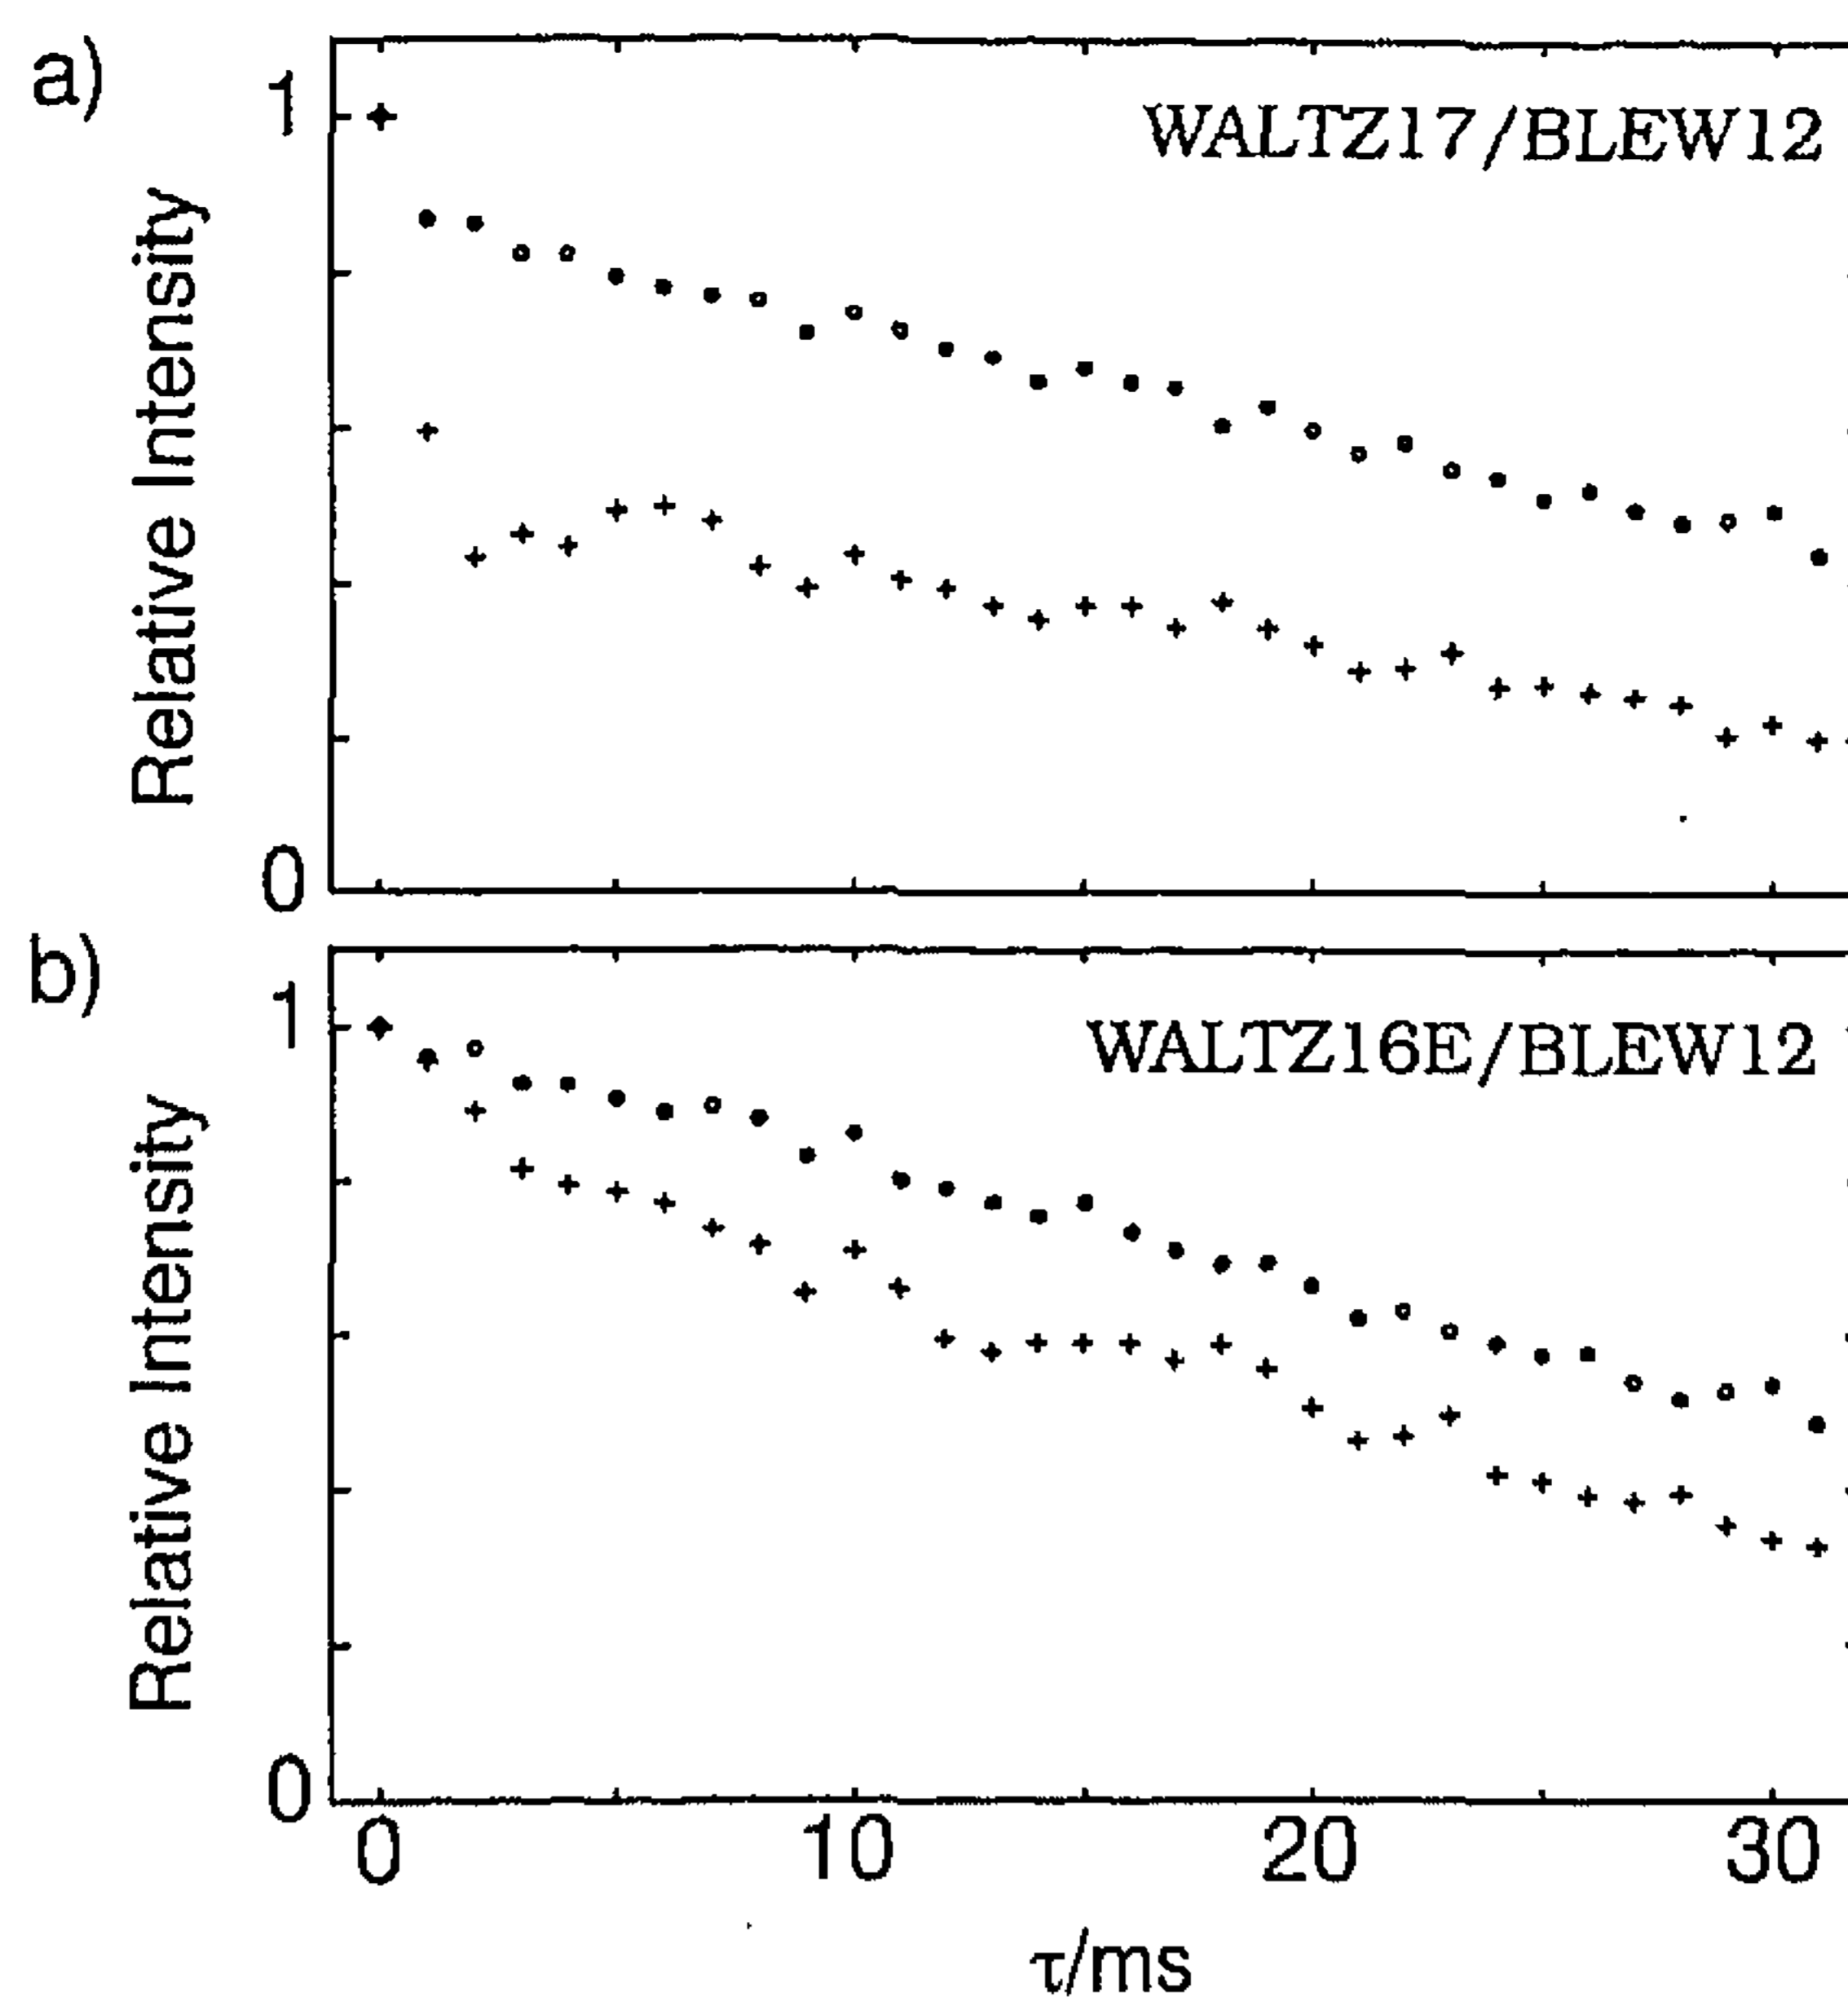 a)
1
WALTZ17/BLEW12
Relative Intensity
0
b)
1
WALTZ16E/BLEW12
Relative Intensity
0
0 10 20 30
τ/ms